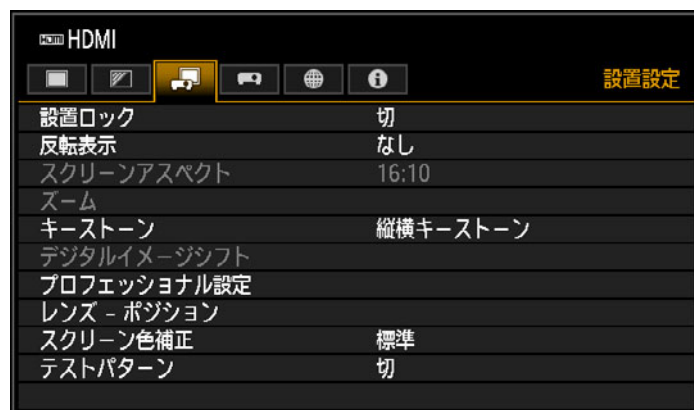 HDMI HDMI
設置設定
設置ロック 切
反転表示 なし
スクリーンアスペクト 16:10
ズーム
キーストーン 縦横キーストーン
デジタルイメージシフト
プロフェッショナル設定
レンズ - ポジション
スクリーン色補正 標準
テストパターン 切